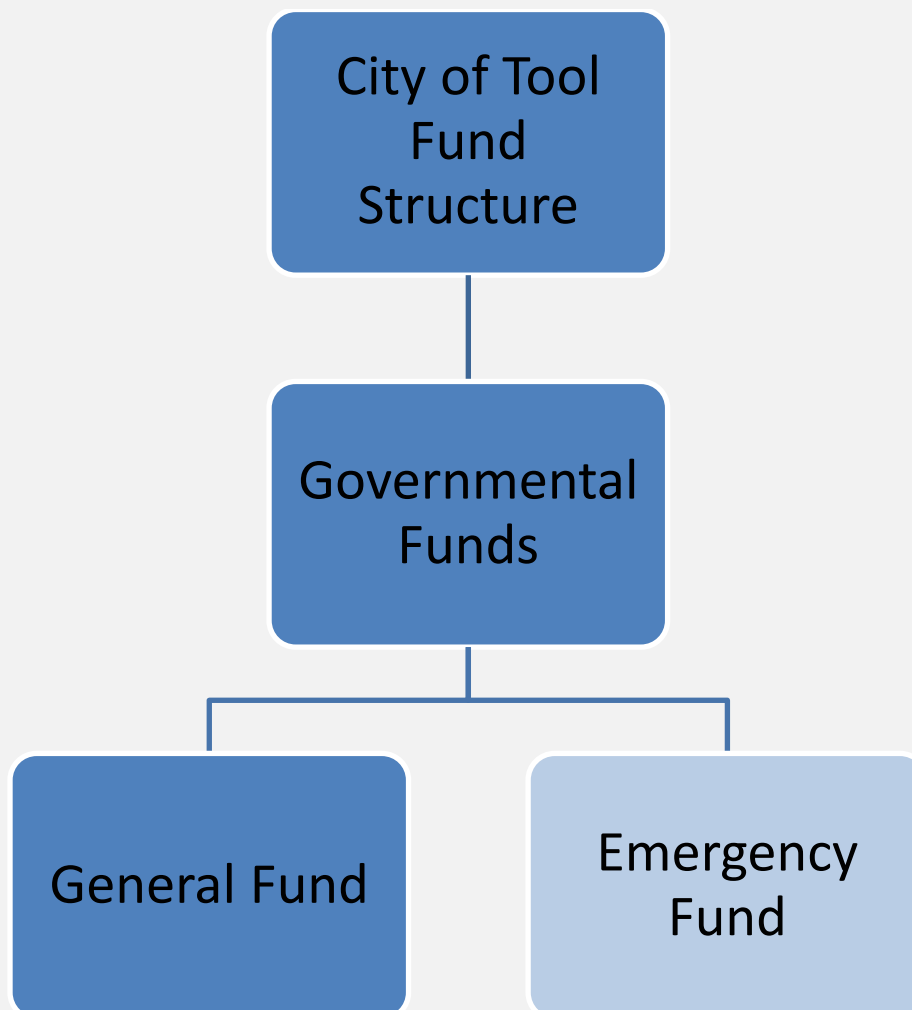 City of Tool
Fund
Structure
Governmental
Funds
General Fund
Emergency
Fund